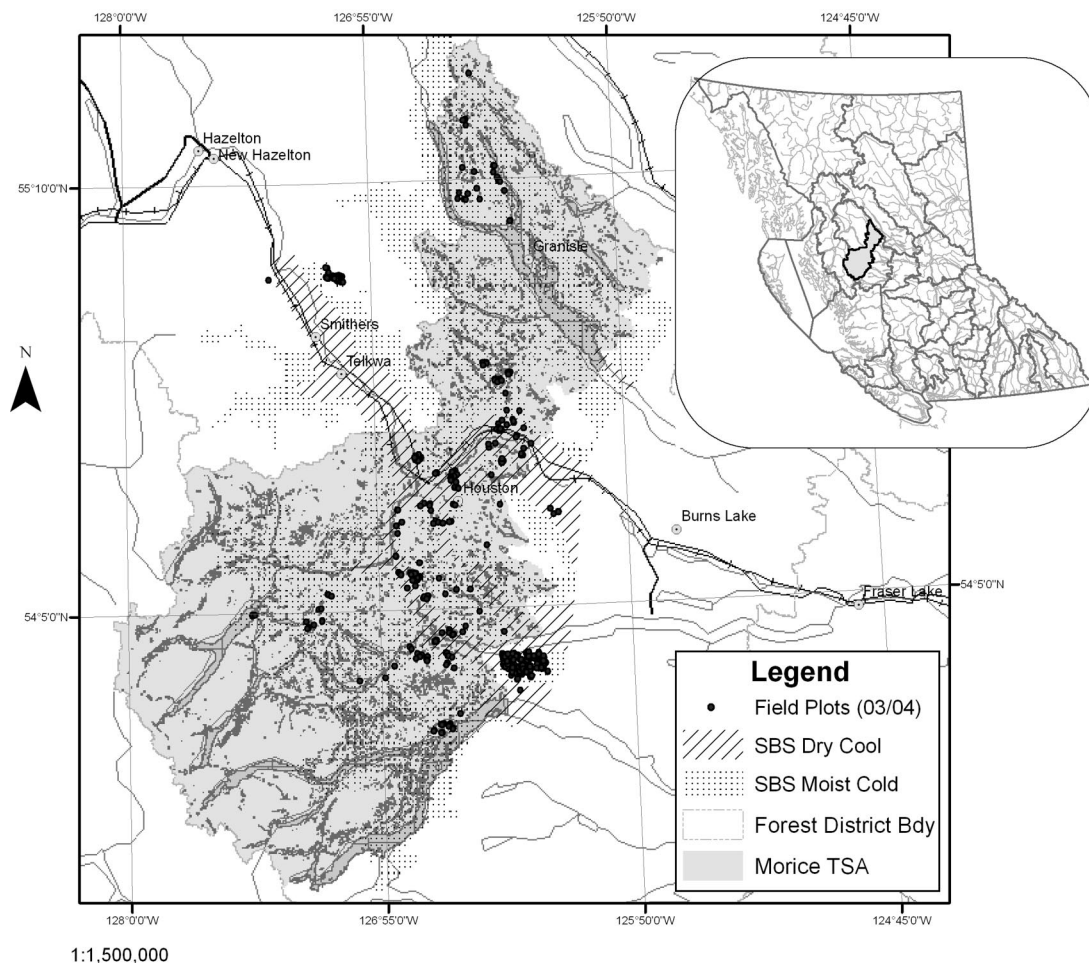 128°0'0"W
126°55'0"W
125°50'0"W
124°45'0"W
Hazelton
New Hazelton
55°10'0"N
Granisle
Smithers
Telkwa
N
Houston
Burns Lake
54°5'0"N
Fraser Lake
54°5'0"N
Legend
Field Plots (03/04)
SBS Dry Cool
SBS Moist Cold
Forest District Bdy
Morice TSA
128°0'0"W
126°55'0"W
125°50'0"W
124°45'0"W
1:1,500,000